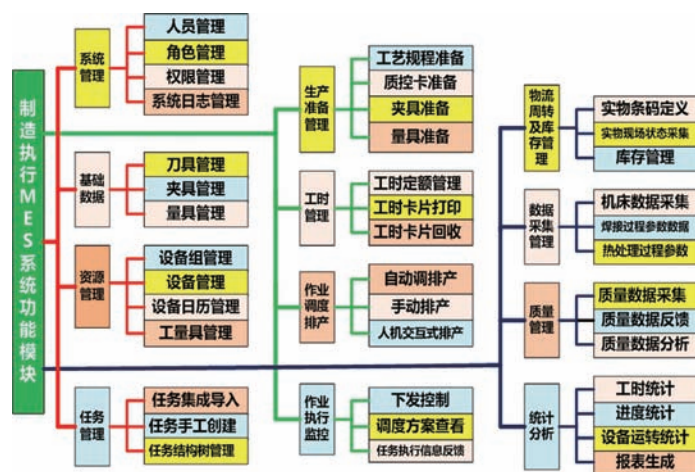 制造执行MES系统功能模块
系统
管理
人员管理
角色管理
权限管理
系统日志管理
基础
数据
刀具管理
夹具管理
量具管理
资源
管理
设备组管理
设备管理
设备日历管理
工量具管理
任务
管理
任务集成导入
任务手工创建
任务结构树管理
生产
准备
管理
工艺规程准备
质控卡准备
夹具准备
量具准备
工时
管理
工时定额管理
工时卡片打印
工时卡片回收
作业
调度
排产
自动调排产
手动排产
人机交互式排产
作业
执行
监控
下发控制
调度方案查看
任务执行信息反馈
物流
周转
及库
存管
理
实物条码定义
实物现场状态采集
库存管理
数据
采集
管理
机床数据采集
焊接过程参数数据
热处理过程参数
质量
管理
质量数据采集
质量数据反馈
质量数据分析
统计
分析
工时统计
进度统计
设备运转统计
报表生成